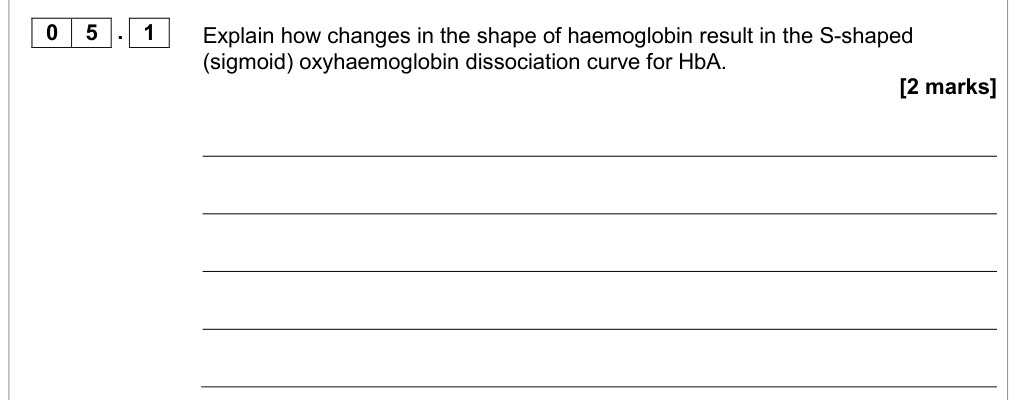 0 5 . 1 Explain how changes in the shape of haemoglobin result in the S-shaped
(sigmoid) oxyhaemoglobin dissociation curve for HbA.
[2 marks]